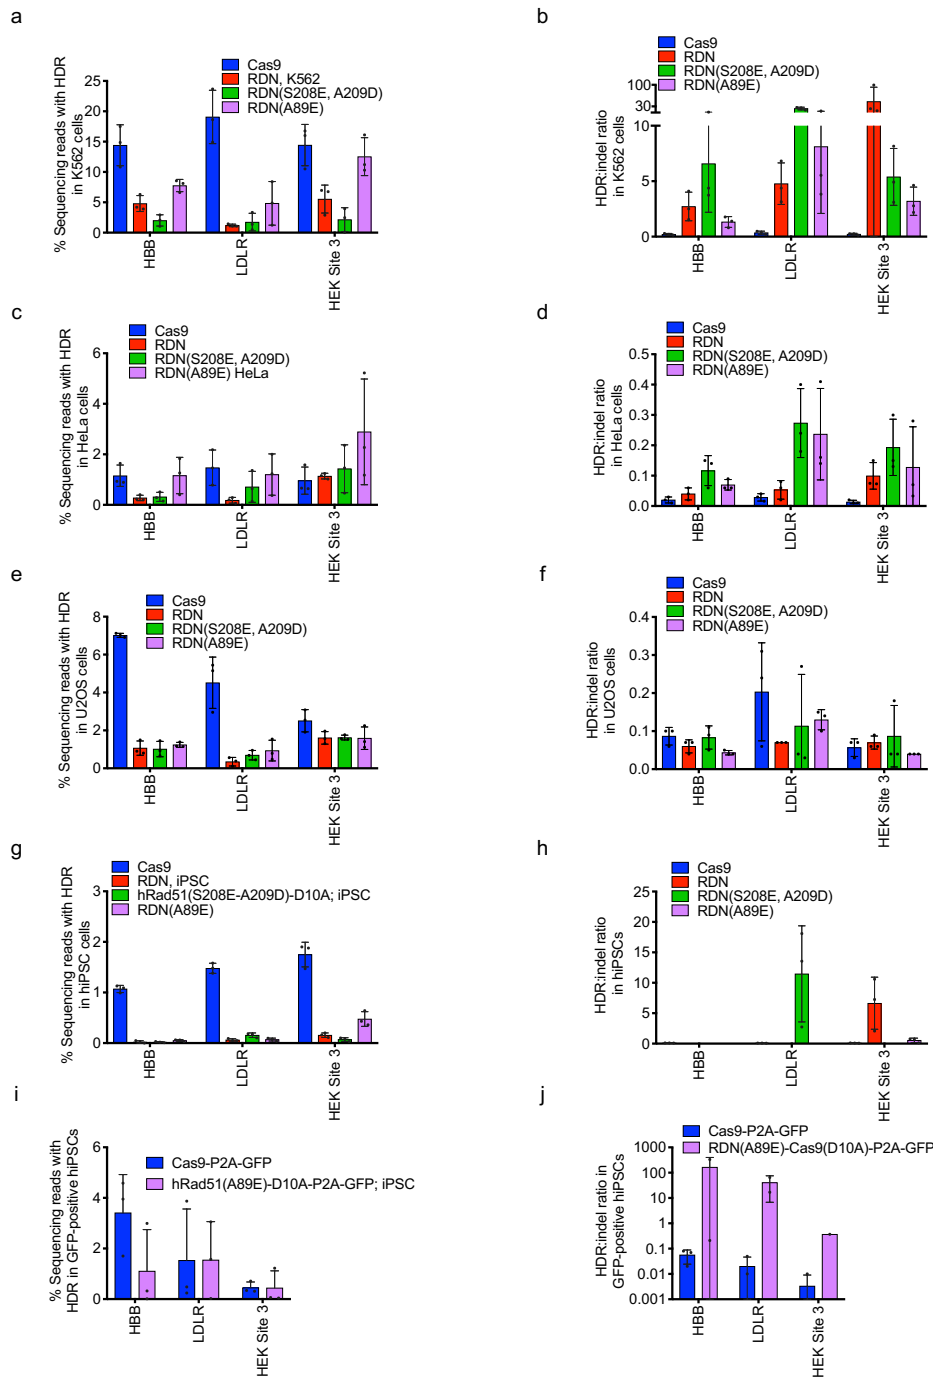 a
Cas9
RDN, K562
RDN(S208E, A209D)
RDN(A89E)
% Sequencing reads with HDR
in K562 cells
25
20
15
10
5
0
HBB
LDLR
HEK Site 3
b
Cas9
RDN
RDN(S208E, A209D)
RDN(A89E)
HDR:indel ratio
in K562 cells
100
30
10
5
0
HBB
LDLR
HEK Site 3
c
Cas9
RDN
RDN(S208E, A209D)
RDN(A89E) HeLa
% Sequencing reads with HDR
in HeLa cells
6
4
2
0
HBB
LDLR
HEK Site 3
d
Cas9
RDN
RDN(S208E, A209D)
RDN(A89E)
HDR:indel ratio
in HeLa cells
0.5
0.4
0.3
0.2
0.1
0.0
HBB
LDLR
HEK Site 3
e
Cas9
RDN
RDN(S208E, A209D)
RDN(A89E)
% Sequencing reads with HDR
in U2OS cells
8
6
4
2
0
HBB
LDLR
HEK Site 3
f
Cas9
RDN
RDN(S208E, A209D)
RDN(A89E)
HDR:indel ratio
in U2OS cells
0.4
0.3
0.2
0.1
0.0
HBB
LDLR
HEK Site 3
g
Cas9
RDN, iPSC
hRad51(S208E-A209D)-D10A; iPSC
RDN(A89E)
% Sequencing reads with HDR
in hiPSC cells
3
2
1
0
HBB
LDLR
HEK Site 3
h
Cas9
RDN
RDN(S208E, A209D)
RDN(A89E)
HDR:indel ratio
in hiPSCs
25
20
15
10
5
0
HBB
LDLR
HEK Site 3
i
Cas9-P2A-GFP
hRad51(A89E)-D10A-P2A-GFP; iPSC
% Sequencing reads with
HDR in GFP-positive hiPSCs
6
4
2
0
HBB
LDLR
HEK Site 3
j
Cas9-P2A-GFP
RDN(A89E)-Cas9(D10A)-P2A-GFP
HDR:indel ratio in
GFP-positive hiPSCs
1000
100
10
1
0.1
0.01
0.001
HBB
LDLR
HEK Site 3